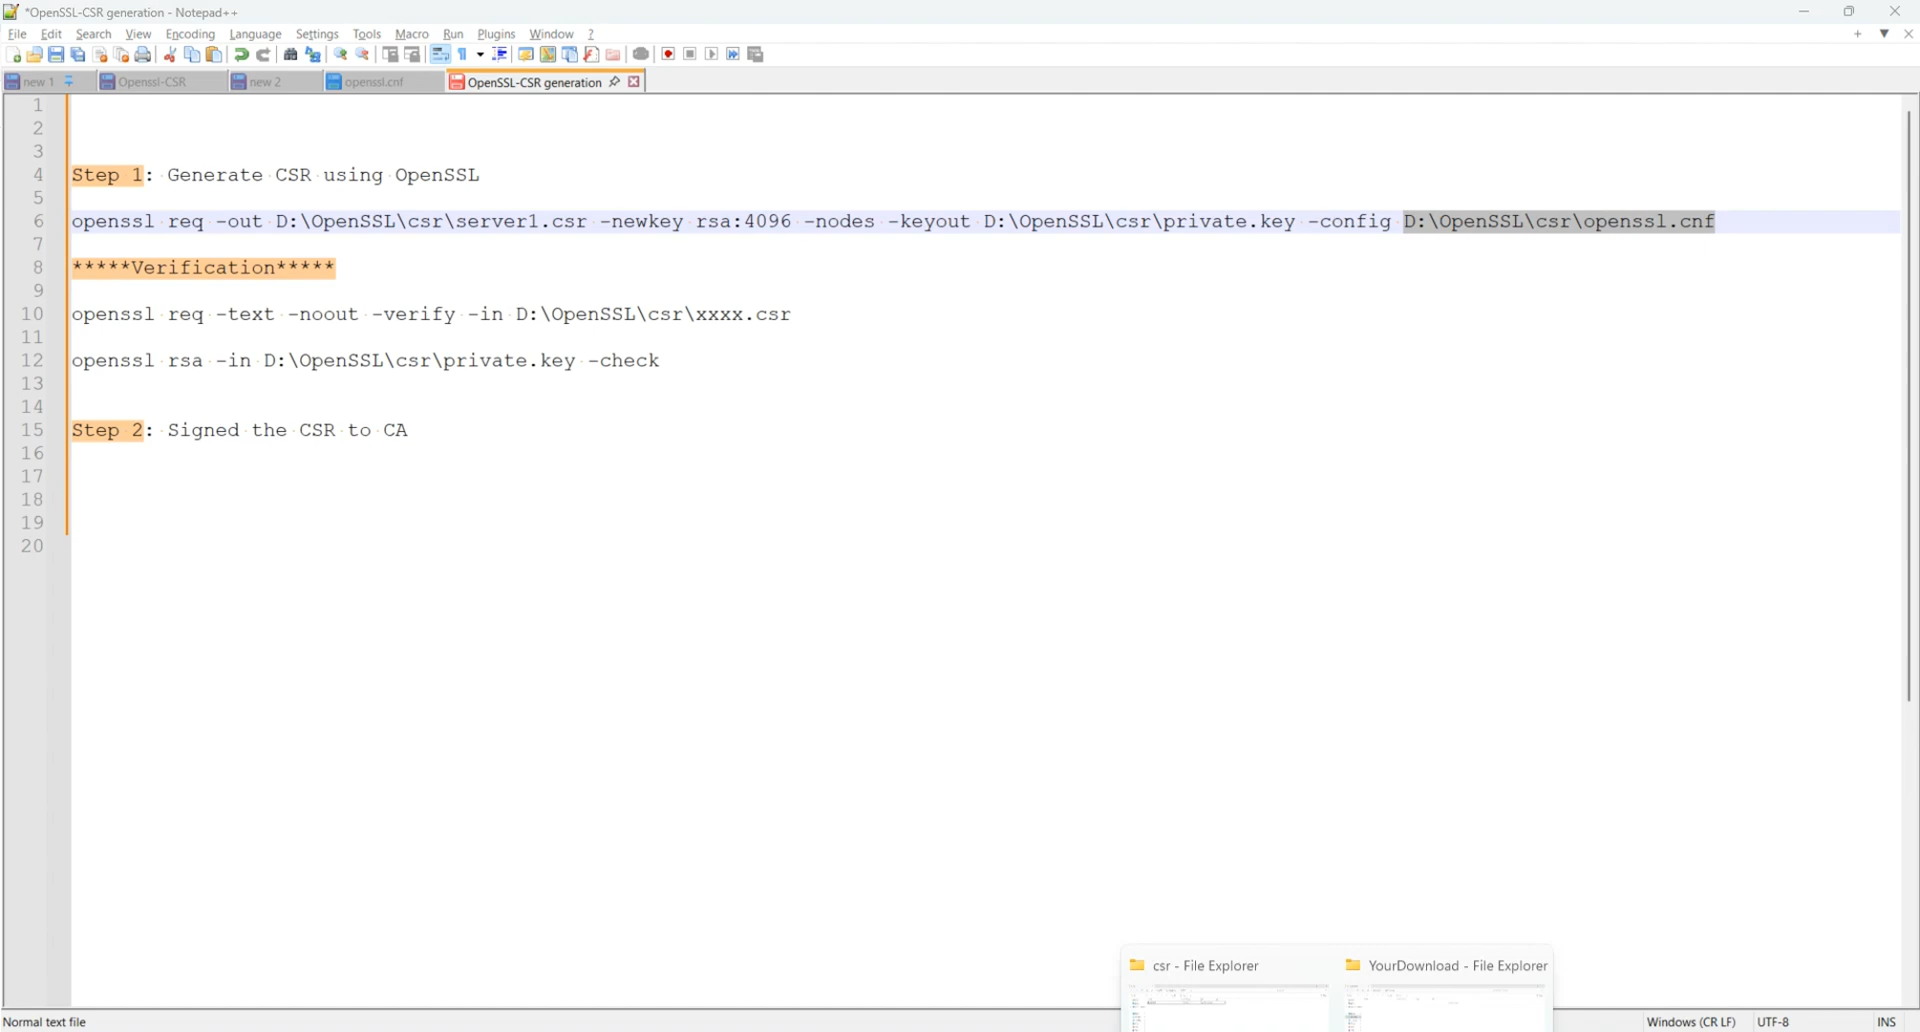 *OpenSSL-CSR generation - Notepad++
File Edit Search View Encoding Language Settings Tools Macro Run Plugins Window ?
new 1 Openssl-CSR new 2 openssl.cnf OpenSSL-CSR generation
1
2
3
4 Step 1: Generate CSR using OpenSSL
5
6 openssl req -out D:\OpenSSL\csr\server1.csr -newkey rsa:4096 -nodes -keyout D:\OpenSSL\csr\private.key -config D:\OpenSSL\csr\openssl.cnf
7
8 *****Verification*****
9
10 openssl req -text -noout -verify -in D:\OpenSSL\csr\xxxx.csr
11
12 openssl rsa -in D:\OpenSSL\csr\private.key -check
13
14
15 Step 2: Signed the CSR to CA
16
17
18
19
20
csr - File Explorer YourDownload - File Explorer
Normal text file Windows (CR LF) UTF-8 INS